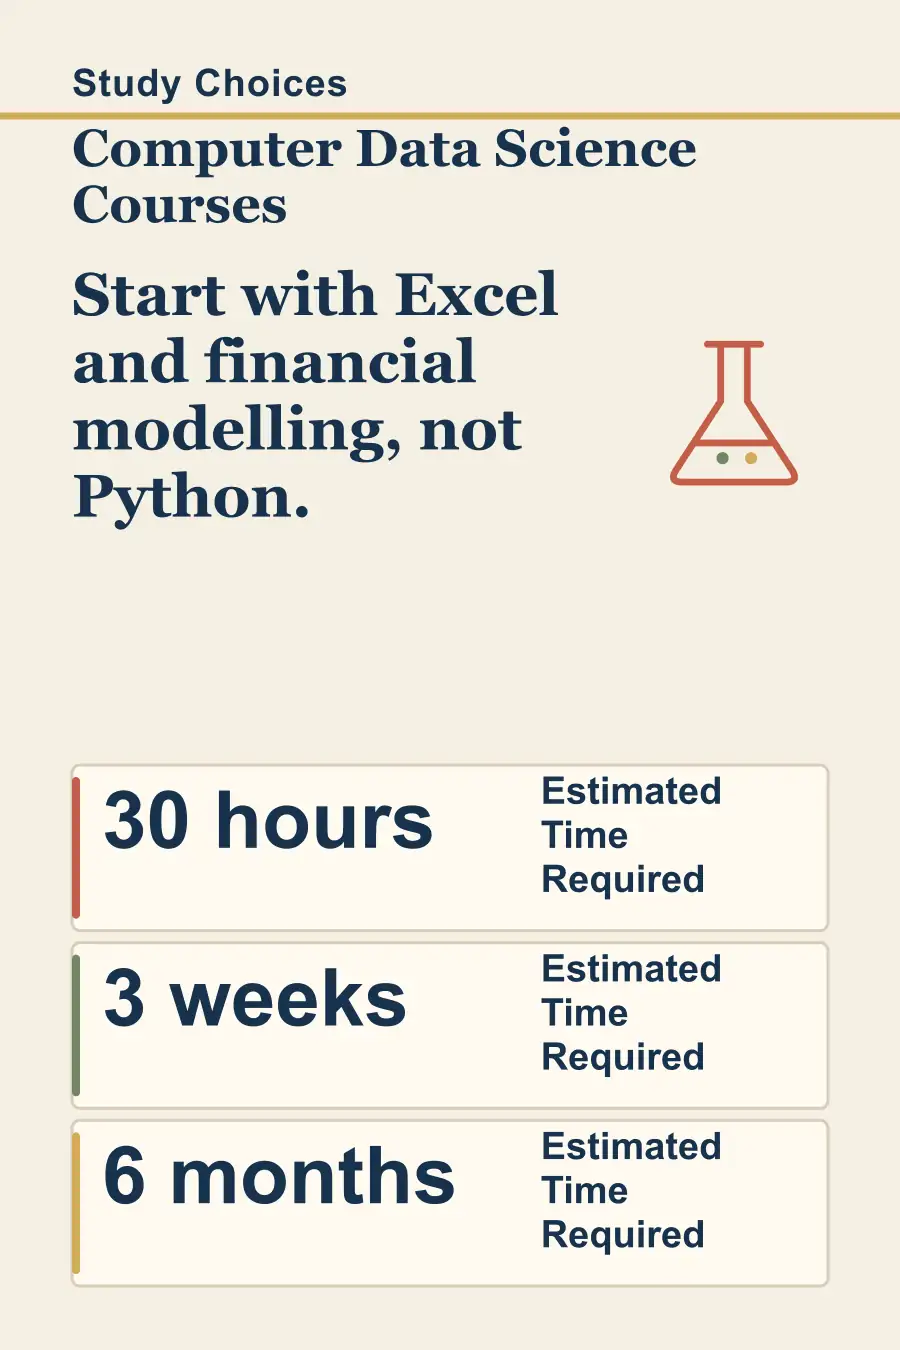 Study Choices
Computer Data Science
Courses
Start with Excel
and financial
modelling, not
Python.
30 hours
Estimated
Time
Required
3 weeks
Estimated
Time
Required
6 months
Estimated
Time
Required